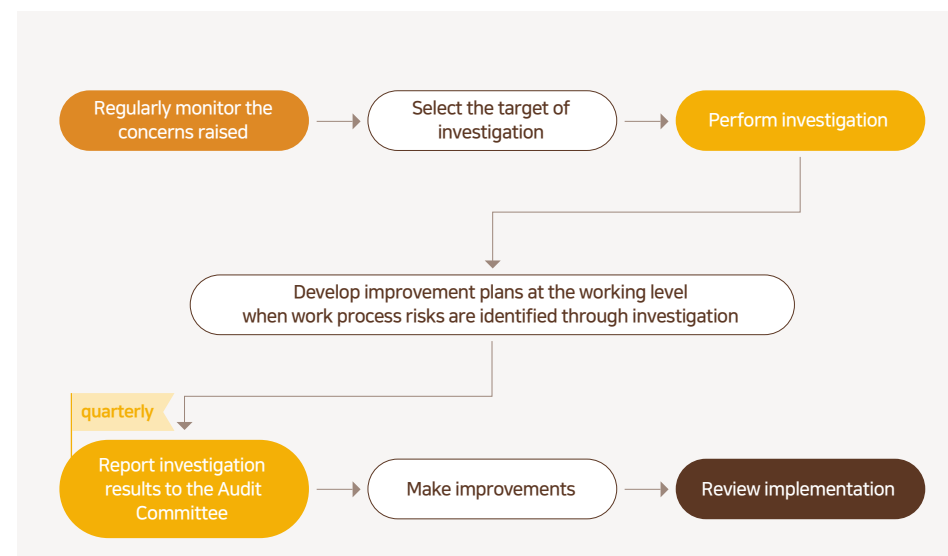 Regularly monitor the
concerns raised
Select the target of
investigation
Perform investigation
Develop improvement plans at the working level
when work process risks are identified through investigation
quarterly
Report investigation
results to the Audit
Committee
Make improvements
Review implementation